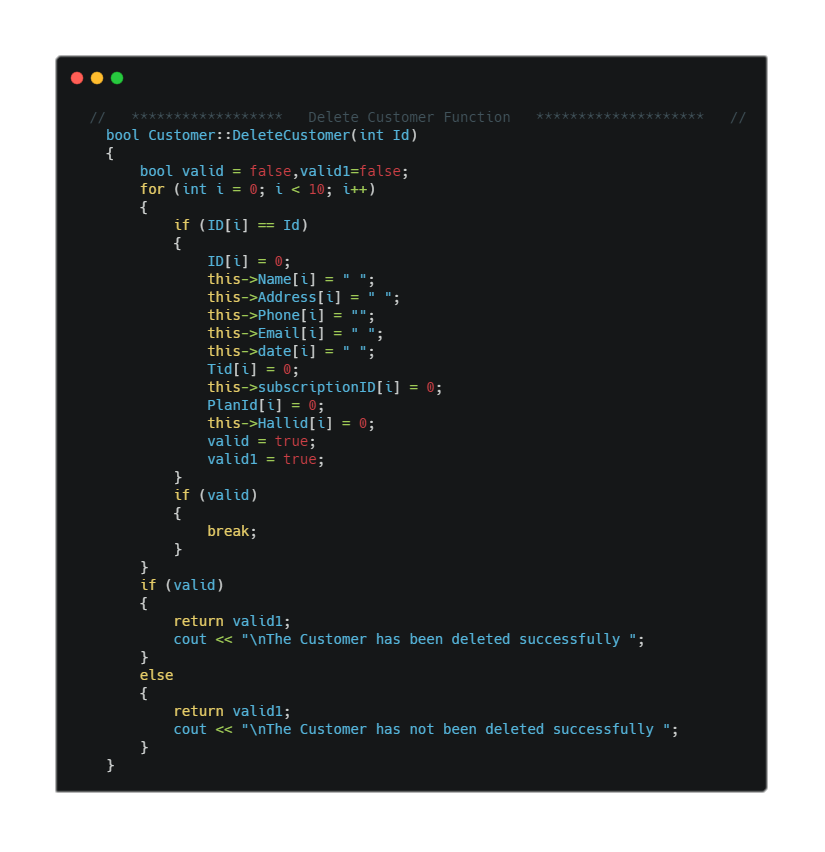 //   ******************   Delete Customer Function   ********************   //
  bool Customer::DeleteCustomer(int Id)
  {
      bool valid = false,valid1=false;
      for (int i = 0; i < 10; i++)
      {
          if (ID[i] == Id)
          {
              ID[i] = 0;
              this->Name[i] = " ";
              this->Address[i] = " ";
              this->Phone[i] = "";
              this->Email[i] = " ";
              this->date[i] = " ";
              Tid[i] = 0;
              this->subscriptionID[i] = 0;
              PlanId[i] = 0;
              this->Hallid[i] = 0;
              valid = true;
              valid1 = true;
          }
          if (valid)
          {
              break;
          }
      }
      if (valid)
      {
          return valid1;
          cout << "\nThe Customer has been deleted successfully ";
      }
      else
      {
          return valid1;
          cout << "\nThe Customer has not been deleted successfully ";
      }
  }